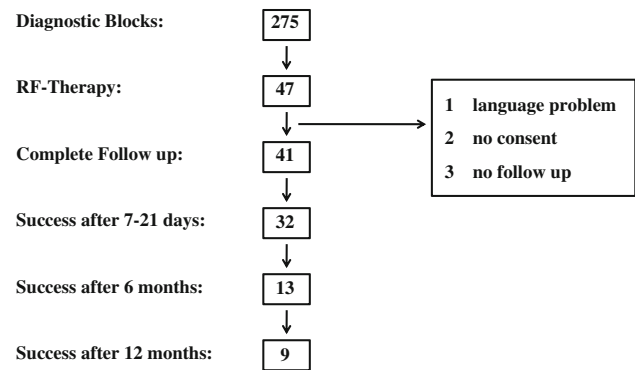 Diagnostic Blocks: 275
RF-Therapy: 47
1 language problem
2 no consent
3 no follow up
Complete Follow up: 41
Success after 7-21 days: 32
Success after 6 months: 13
Success after 12 months: 9